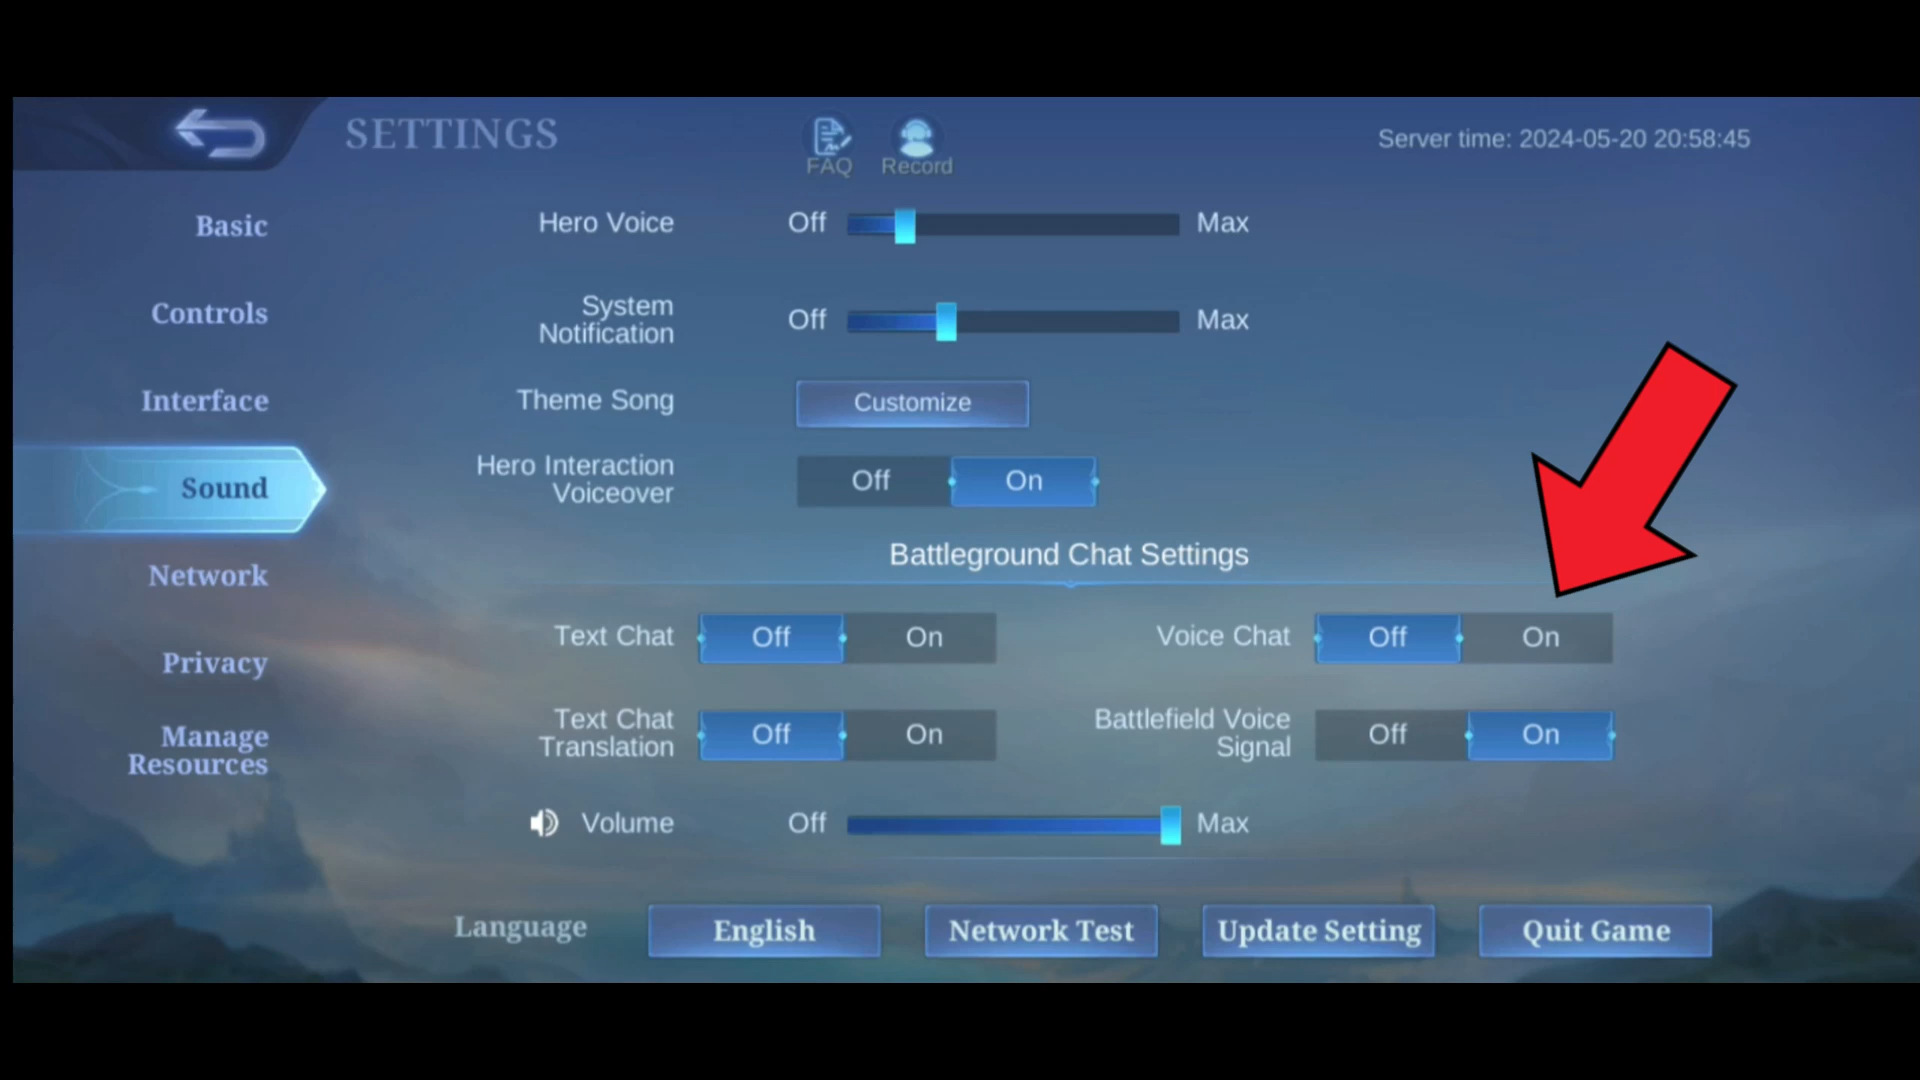 SETTINGS
FAQ
Record
Server time: 2024-05-20 20:58:45
Basic
Controls
Interface
Sound
Network
Privacy
Manage
Resources
Hero Voice
Off
Max
System
Notification
Off
Max
Theme Song
Customize
Hero Interaction
Voiceover
Off
On
Battleground Chat Settings
Text Chat
Off
On
Voice Chat
Off
On
Text Chat
Translation
Off
On
Battlefield Voice
Signal
Off
On
Volume
Off
Max
Language
English
Network Test
Update Setting
Quit Game